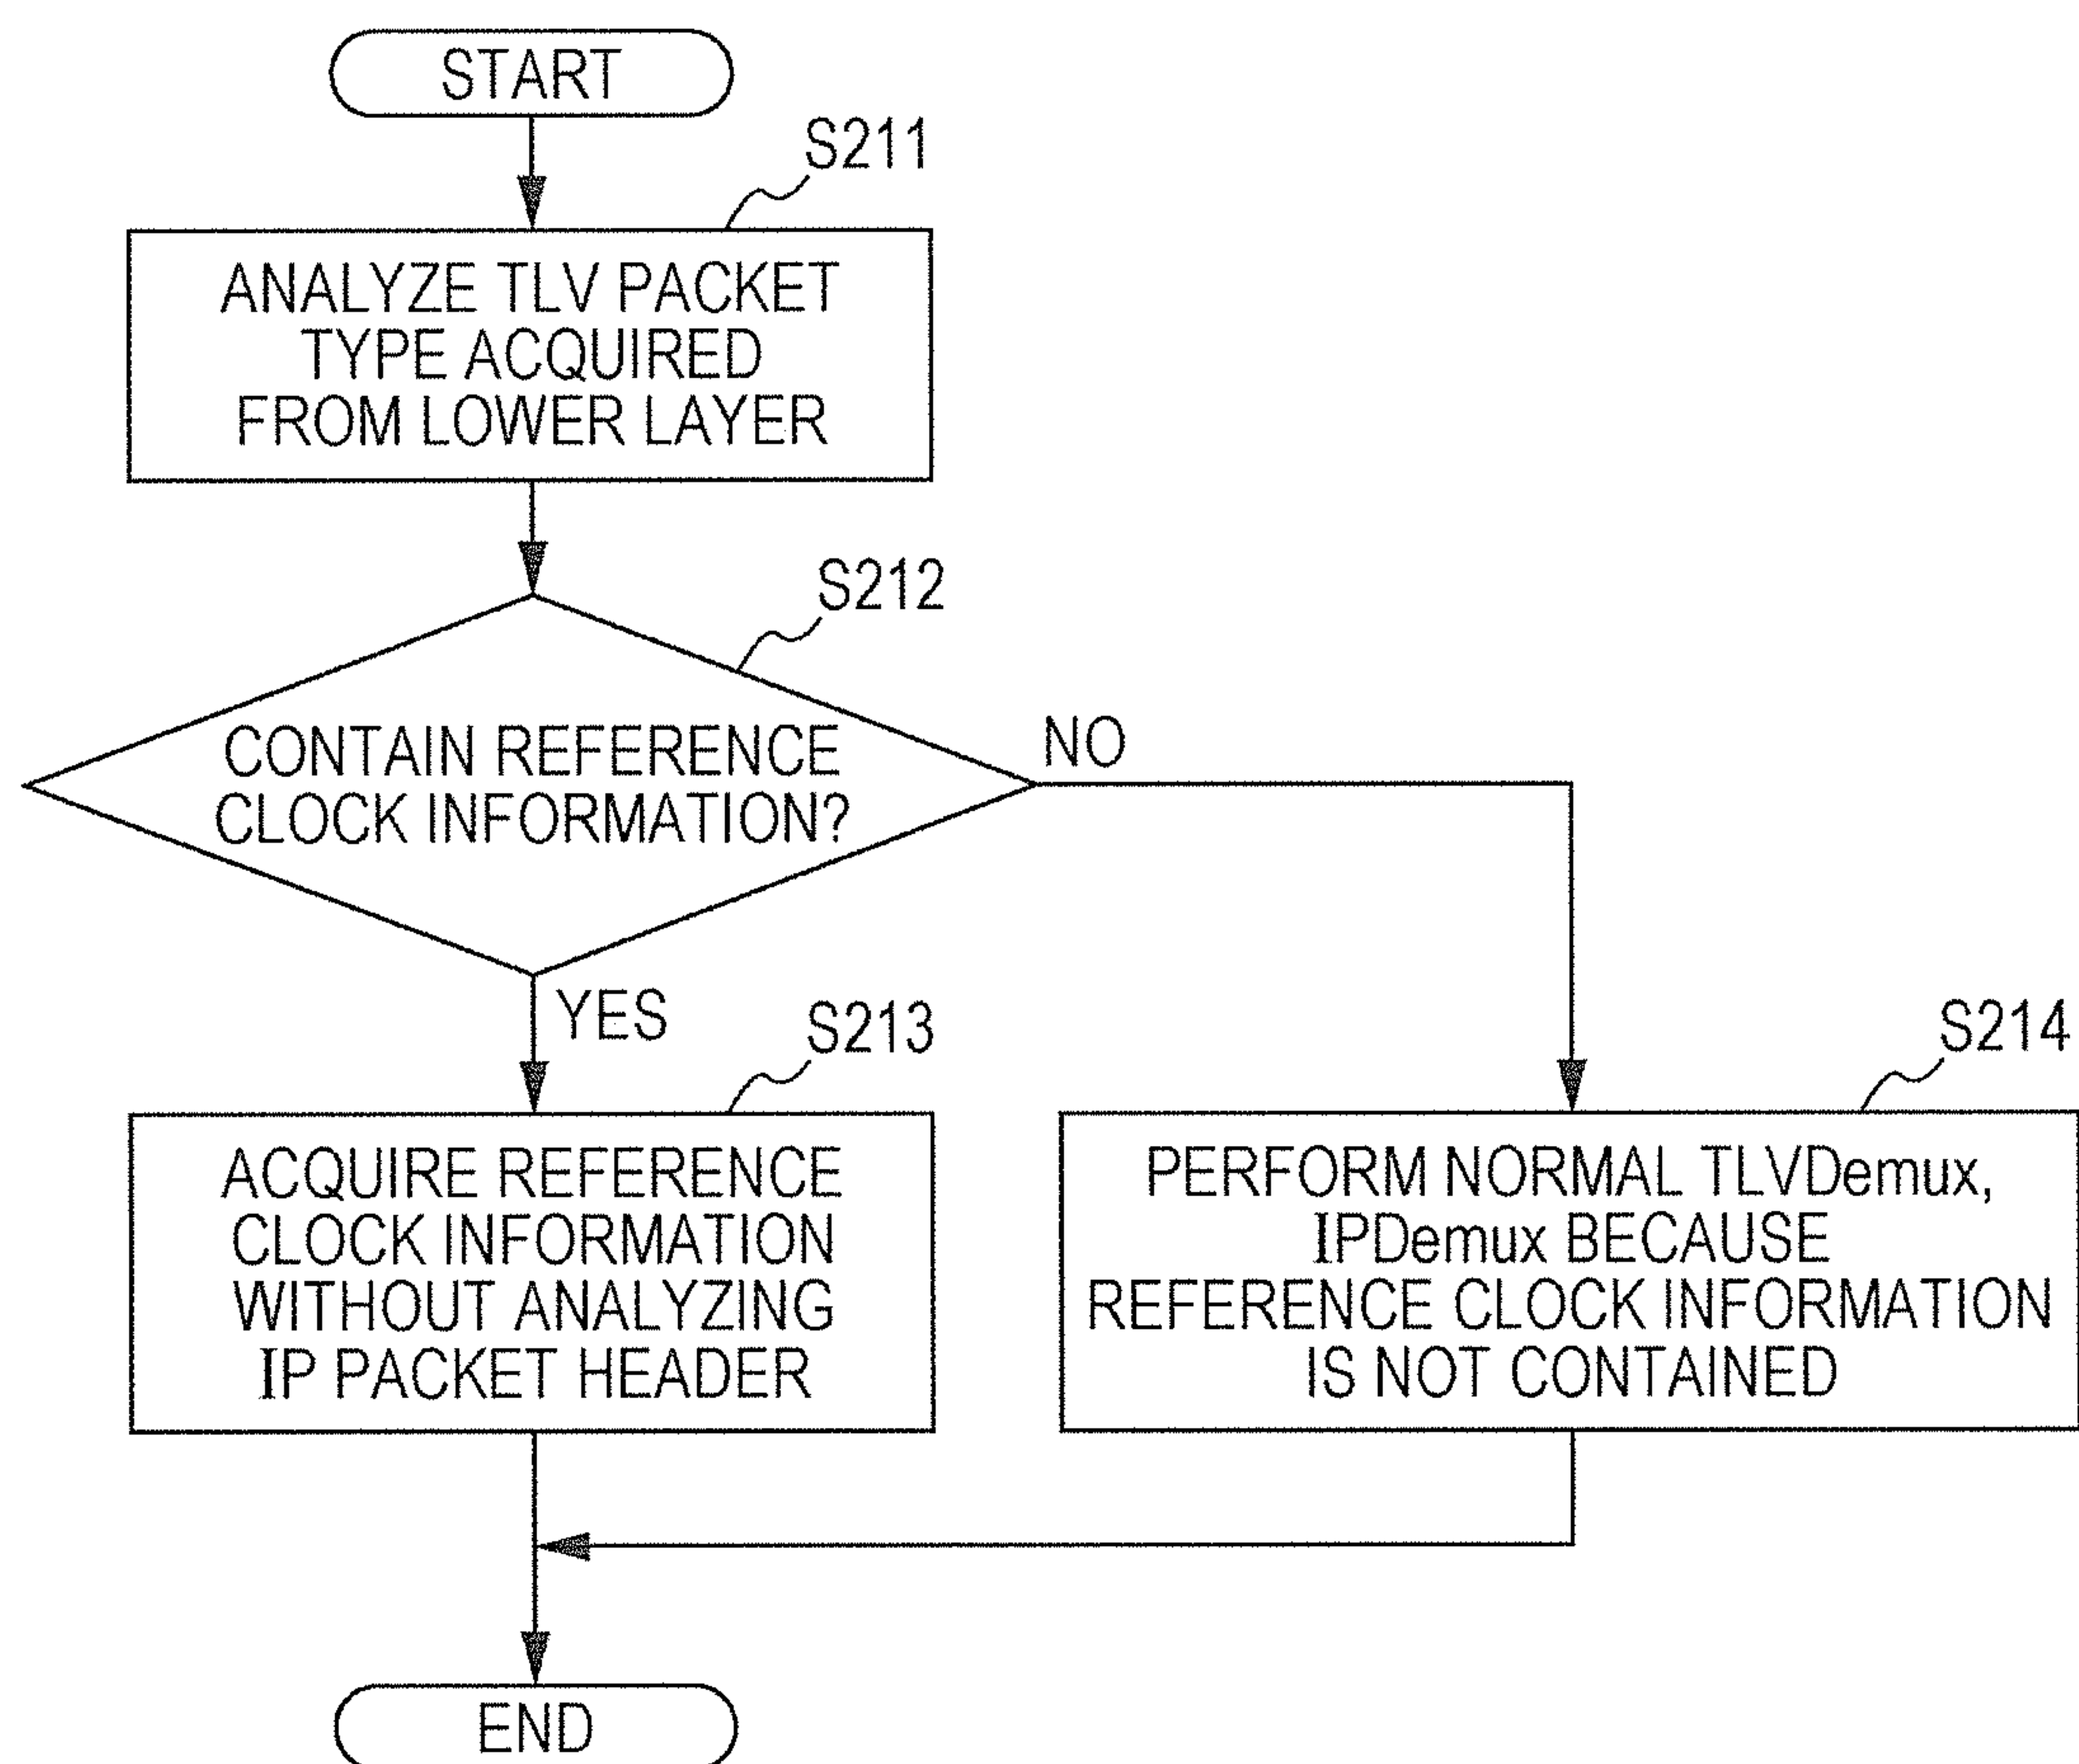 START
S211
ANALYZE TLV PACKET
TYPE ACQUIRED
FROM LOWER LAYER
S212
CONTAIN REFERENCE
CLOCK INFORMATION?
NO
YES
S213
ACQUIRE REFERENCE
CLOCK INFORMATION
WITHOUT ANALYZING
IP PACKET HEADER
S214
PERFORM NORMAL TLVDemux,
IPDemux BECAUSE
REFERENCE CLOCK INFORMATION
IS NOT CONTAINED
END